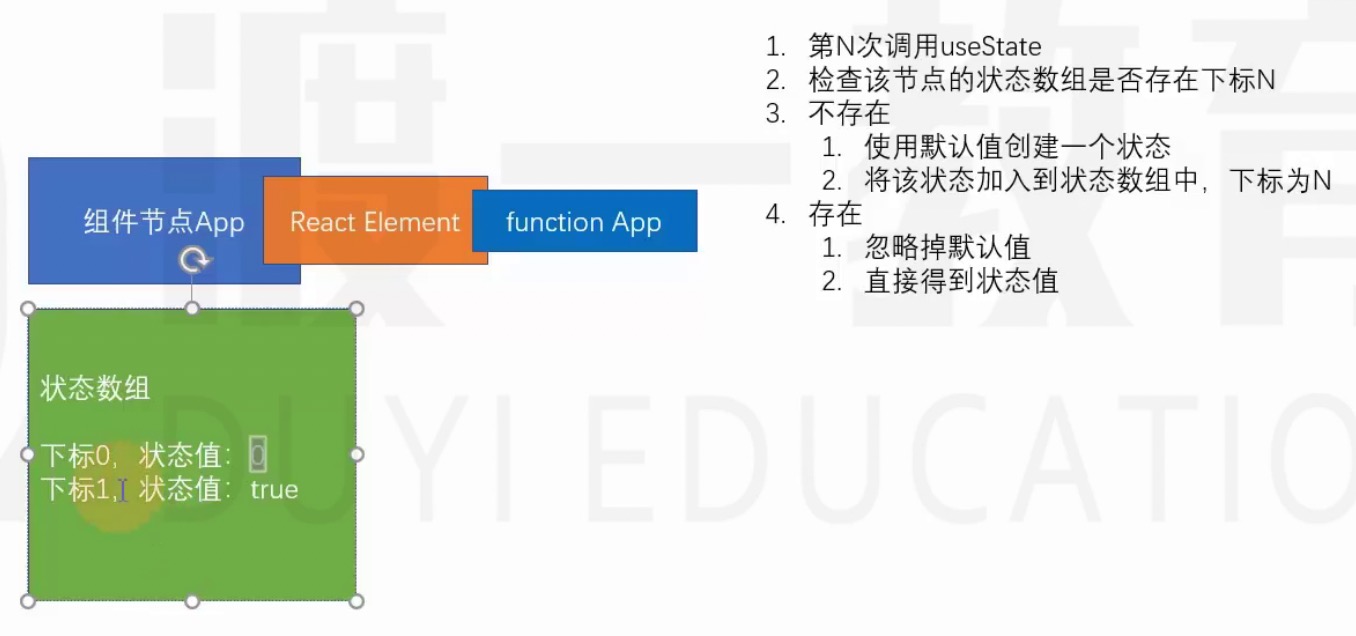 组件节点App
React Element
function App
状态数组
下标0，状态值：0
下标1，状态值：true
1. 第N次调用useState
2. 检查该节点的状态数组是否存在下标N
3. 不存在
1. 使用默认值创建一个状态
2. 将该状态加入到状态数组中，下标为N
4. 存在
1. 忽略掉默认值
2. 直接得到状态值
渡一教育
DUYI EDUCATIO